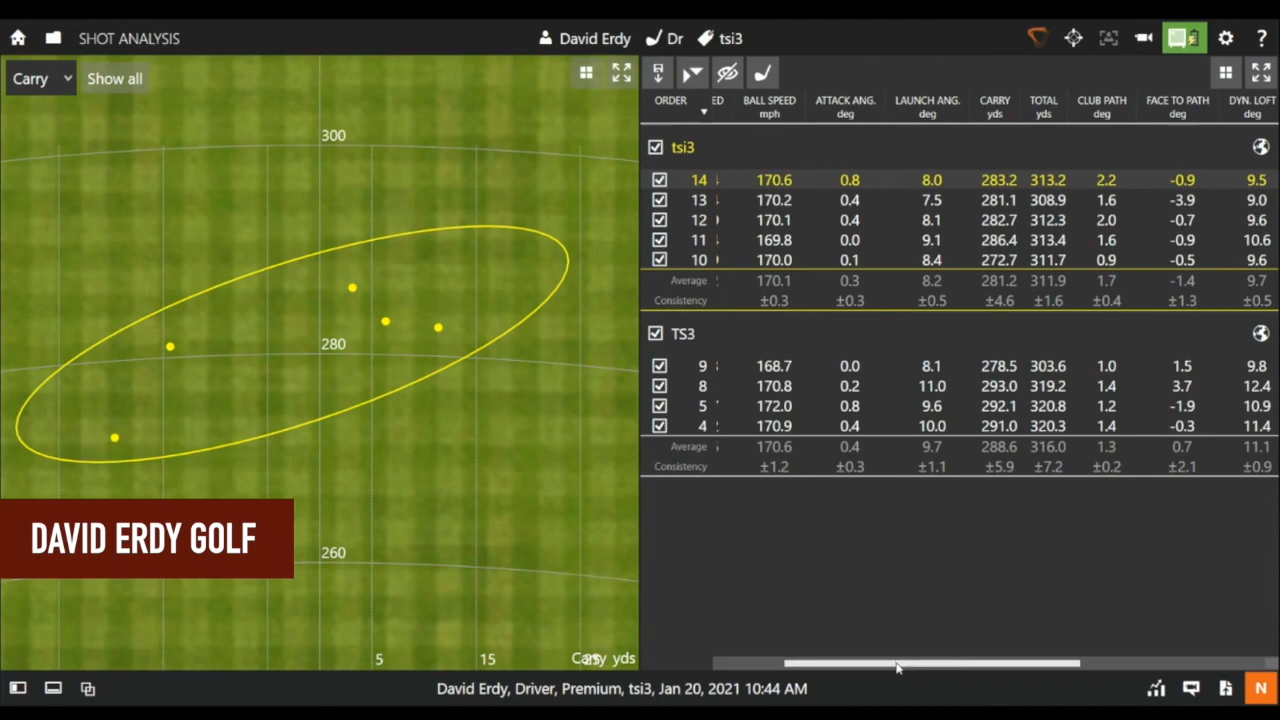 SHOT ANALYSIS David Erdy Dr tsi3 ?
Carry Show all
ORDER ED BALL SPEED ATTACK ANG. LAUNCH ANG. CARRY TOTAL CLUB PATH FACE TO PATH DYN. LOFT
mph deg deg yds yds deg deg deg
tsi3
14 170.6 0.8 8.0 283.2 313.2 2.2 -0.9 9.5
13 170.2 0.4 7.5 281.1 308.9 1.6 -3.9 9.0
12 170.1 0.4 8.1 282.7 312.3 2.0 -0.7 9.6
11 169.8 0.0 9.1 286.4 313.4 1.6 -0.9 10.6
10 170.0 0.1 8.4 272.7 311.7 0.9 -0.5 9.6
Average 170.1 0.3 8.2 281.2 311.9 1.7 -1.4 9.7
Consistency ±0.3 ±0.3 ±0.5 ±4.6 ±1.6 ±0.4 ±1.3 ±0.5
TS3
9 168.7 0.0 8.1 278.5 303.6 1.0 1.5 9.8
8 170.8 0.2 11.0 293.0 319.2 1.4 3.7 12.4
5 172.0 0.8 9.6 292.1 320.8 1.2 -1.9 10.9
4 170.9 0.4 10.0 291.0 320.3 1.4 -0.3 11.4
Average 170.6 0.4 9.7 288.6 316.0 1.3 0.7 11.1
Consistency ±1.2 ±0.3 ±1.1 ±5.9 ±7.2 ±0.2 ±2.1 ±0.9
300
280
260
5 15 Carry yds
DAVID ERDY GOLF
David Erdy, Driver, Premium, tsi3, Jan 20, 2021 10:44 AM
N